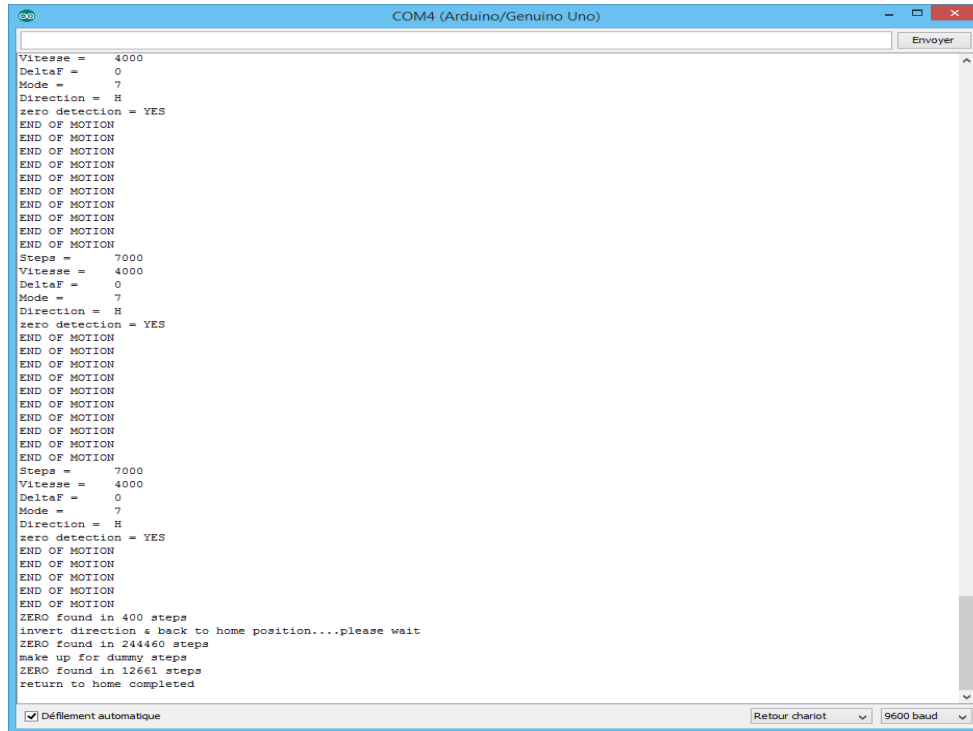 COM4 (Arduino/Genuino Uno)
Envoyer
Vitesse = 4000
DeltaF = 0
Mode = 7
Direction = H
zero detection = YES
END OF MOTION
END OF MOTION
END OF MOTION
END OF MOTION
END OF MOTION
END OF MOTION
END OF MOTION
END OF MOTION
END OF MOTION
END OF MOTION
Steps = 7000
Vitesse = 4000
DeltaF = 0
Mode = 7
Direction = H
zero detection = YES
END OF MOTION
END OF MOTION
END OF MOTION
END OF MOTION
END OF MOTION
END OF MOTION
END OF MOTION
END OF MOTION
END OF MOTION
END OF MOTION
Steps = 7000
Vitesse = 4000
DeltaF = 0
Mode = 7
Direction = H
zero detection = YES
END OF MOTION
END OF MOTION
END OF MOTION
END OF MOTION
END OF MOTION
ZERO found in 400 steps
invert direction & back to home position....please wait
ZERO found in 244460 steps
make up for dummy steps
ZERO found in 12661 steps
return to home completed
Défilement automatique
Retour chariot
9600 baud